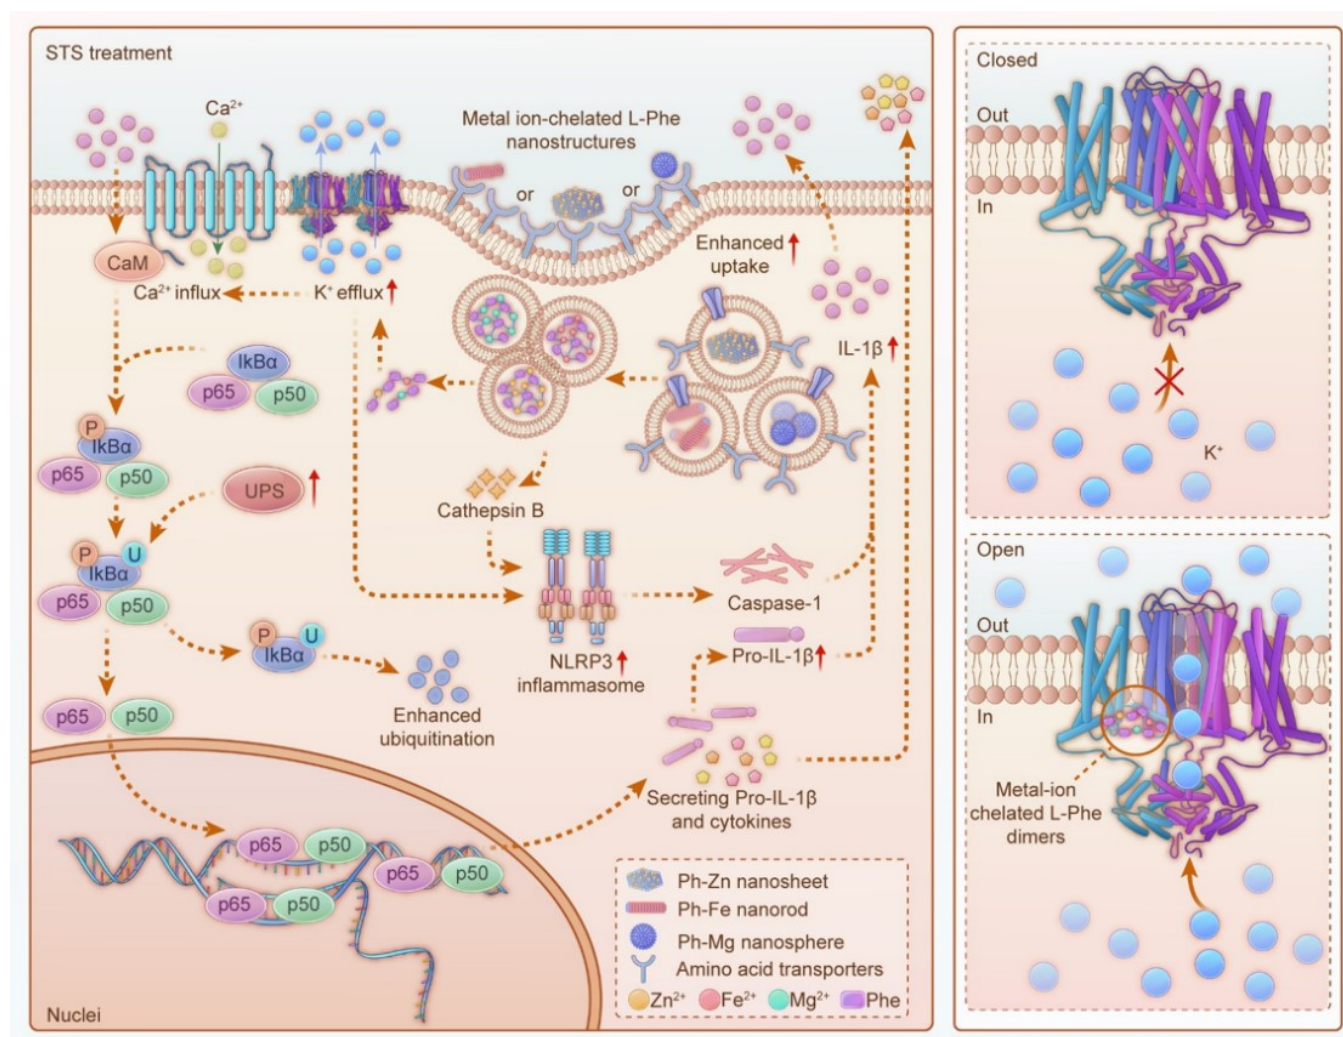 STS treatment
Ca²⁺
Metal ion-chelated L-Phe
nanostructures
or
or
CaM
Ca²⁺ influx
K⁺ efflux
Enhanced
uptake
IL-1β
IkBα
p65
p50
P
IkBα
p65
p50
UPS
Cathepsin B
P
U
IkBα
p65
p50
P
U
IkBα
Enhanced
ubiquitination
NLRP3
inflammasome
Caspase-1
Pro-IL-1β
p65
p50
Secreting Pro-IL-1β
and cytokines
p65
p50
p65
p50
p65
p50
Nuclei
Ph-Zn nanosheet
Ph-Fe nanorod
Ph-Mg nanosphere
Amino acid transporters
Zn²⁺ Fe²⁺ Mg²⁺ Phe
Closed
Out
In
K⁺
Open
Out
In
Metal-ion
chelated L-Phe
dimers